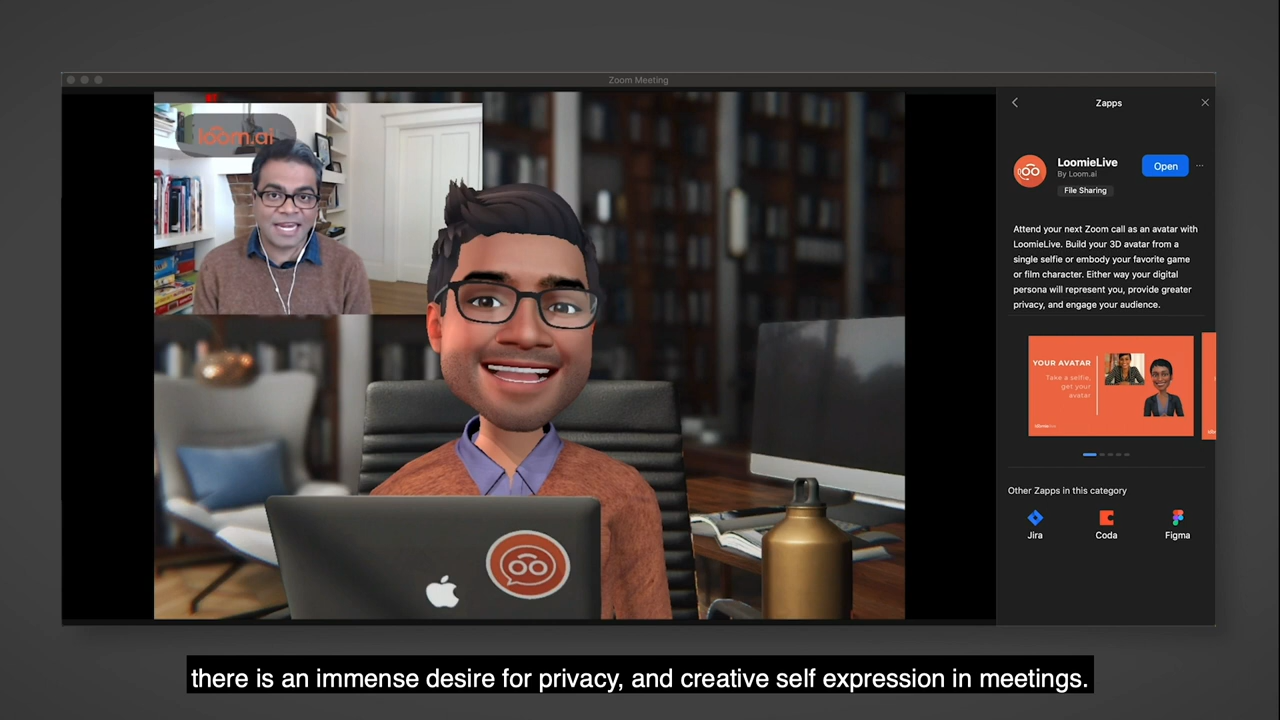 Zoom Meeting
loom.ai
Zapps
LoomieLive
By Loom.ai
File Sharing
Open
Attend your next Zoom call as an avatar with
LoomieLive. Build your 3D avatar from a
single selfie or embody your favorite game
or film character. Either way your digital
persona will represent you, provide greater
privacy, and engage your audience.
YOUR AVATAR
Take a selfie,
get your
avatar
Other Zapps in this category
Jira
Coda
Figma
there is an immense desire for privacy, and creative self expression in meetings.